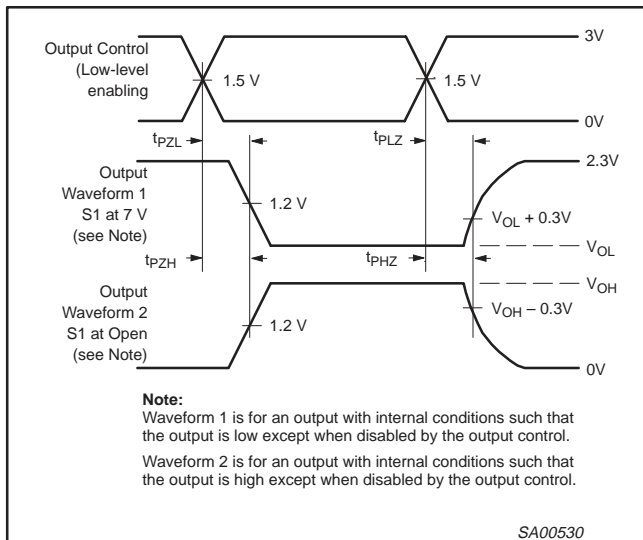 Output Control
(Low-level
enabling
3V
1.5 V
1.5 V
0V
tPZL
tPLZ
2.3V
Output
Waveform 1
S1 at 7 V
(see Note)
1.2 V
VOL + 0.3V
VOL
tPZH
tPHZ
VOH
Output
Waveform 2
S1 at Open
(see Note)
1.2 V
VOH – 0.3V
0V
Note:
Waveform 1 is for an output with internal conditions such that
the output is low except when disabled by the output control.
Waveform 2 is for an output with internal conditions such that
the output is high except when disabled by the output control.
SA00530